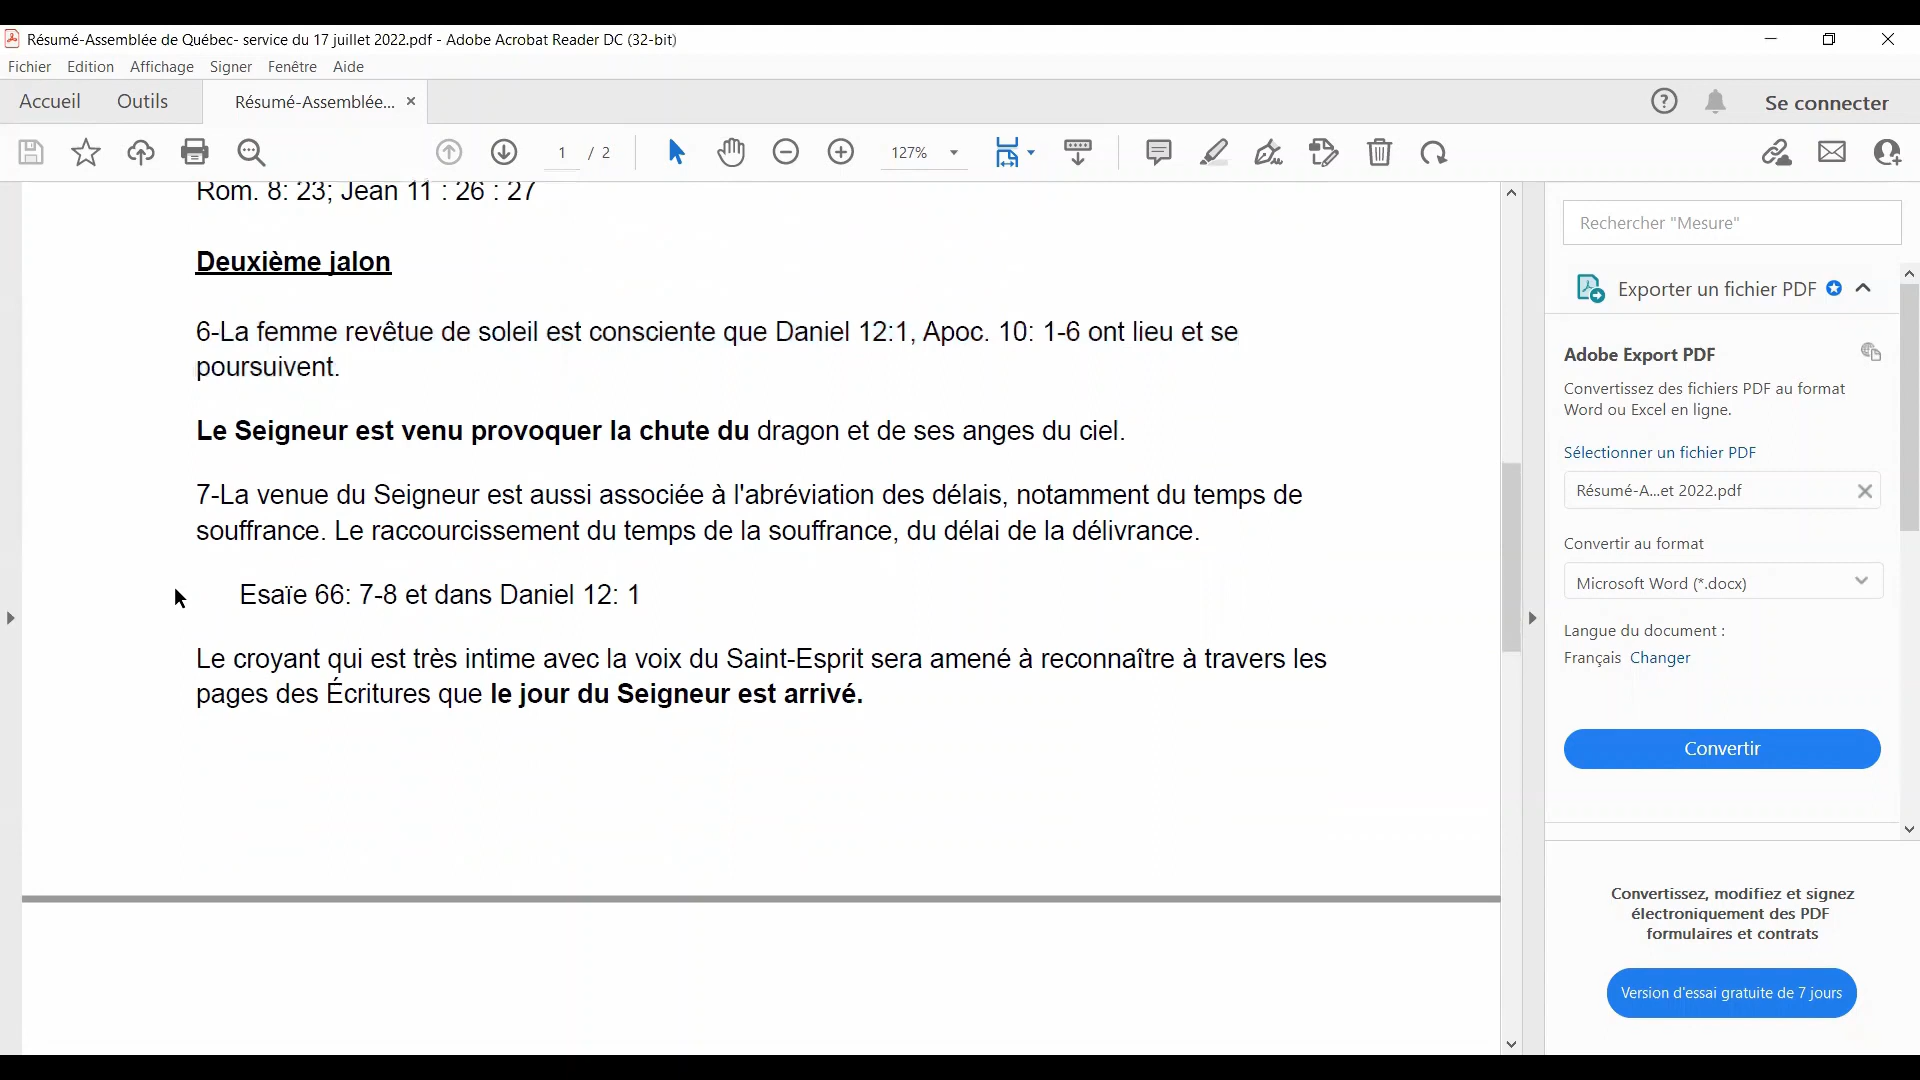 Résumé-Assemblée de Québec- service du 17 juillet 2022.pdf - Adobe Acrobat Reader DC (32-bit)
Fichier Edition Affichage Signer Fenêtre Aide
Accueil Outils Résumé-Assemblée... × Se connecter
1 / 2 127%
Rom. 8: 23; Jean 11 : 26 : 27
Deuxième jalon
6-La femme revêtue de soleil est consciente que Daniel 12:1, Apoc. 10: 1-6 ont lieu et se
poursuivent.
Le Seigneur est venu provoquer la chute du dragon et de ses anges du ciel.
7-La venue du Seigneur est aussi associée à l'abréviation des délais, notamment du temps de
souffrance. Le raccourcissement du temps de la souffrance, du délai de la délivrance.
Esaïe 66: 7-8 et dans Daniel 12: 1
Le croyant qui est très intime avec la voix du Saint-Esprit sera amené à reconnaître à travers les
pages des Écritures que le jour du Seigneur est arrivé.
Rechercher "Mesure"
Exporter un fichier PDF
Adobe Export PDF
Convertissez des fichiers PDF au format
Word ou Excel en ligne.
Sélectionner un fichier PDF
Résumé-A...et 2022.pdf
Convertir au format
Microsoft Word (*.docx)
Langue du document :
Français Changer
Convertir
Convertissez, modifiez et signez
électroniquement des PDF
formulaires et contrats
Version d'essai gratuite de 7 jours